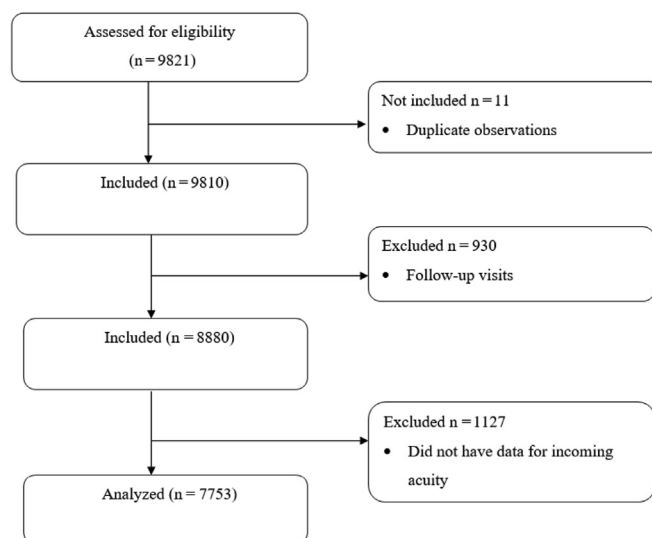 Assessed for eligibility
(n = 9821)
Not included n = 11
• Duplicate observations
Included (n = 9810)
Excluded n = 930
• Follow-up visits
Included (n = 8880)
Excluded n = 1127
• Did not have data for incoming
acuity
Analyzed (n = 7753)